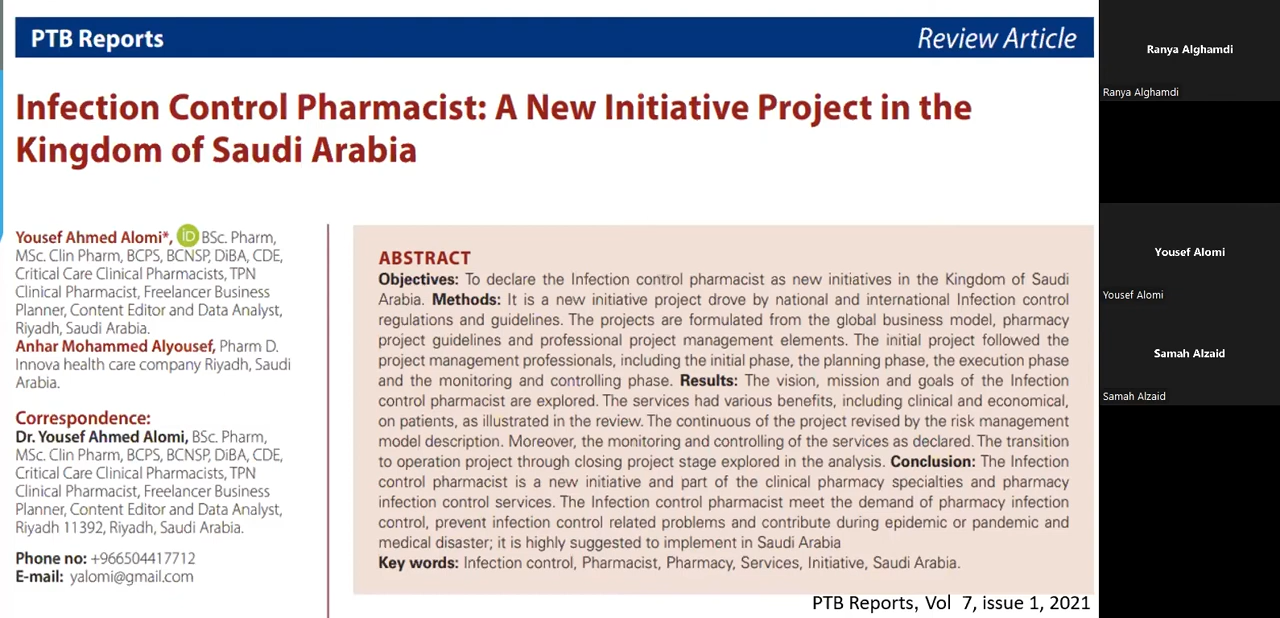 PTB Reports
Review Article
Infection Control Pharmacist: A New Initiative Project in the
Kingdom of Saudi Arabia
Yousef Ahmed Alomi*, iD BSc. Pharm,
MSc. Clin Pharm, BCPS, BCNSP, DiBA, CDE,
Critical Care Clinical Pharmacists, TPN
Clinical Pharmacist, Freelancer Business
Planner, Content Editor and Data Analyst,
Riyadh, Saudi Arabia.
Anhar Mohammed Alyousef, Pharm D.
Innova health care company Riyadh, Saudi
Arabia.
Correspondence:
Dr. Yousef Ahmed Alomi, BSc. Pharm,
MSc. Clin Pharm, BCPS, BCNSP, DiBA, CDE,
Critical Care Clinical Pharmacists, TPN
Clinical Pharmacist, Freelancer Business
Planner, Content Editor and Data Analyst,
Riyadh 11392, Riyadh, Saudi Arabia.
Phone no: +966504417712
E-mail: yalomi@gmail.com
ABSTRACT
Objectives: To declare the Infection control pharmacist as new initiatives in the Kingdom of Saudi
Arabia. Methods: It is a new initiative project drove by national and international Infection control
regulations and guidelines. The projects are formulated from the global business model, pharmacy
project guidelines and professional project management elements. The initial project followed the
project management professionals, including the initial phase, the planning phase, the execution phase
and the monitoring and controlling phase. Results: The vision, mission and goals of the Infection
control pharmacist are explored. The services had various benefits, including clinical and economical,
on patients, as illustrated in the review. The continuous of the project revised by the risk management
model description. Moreover, the monitoring and controlling of the services as declared. The transition
to operation project through closing project stage explored in the analysis. Conclusion: The Infection
control pharmacist is a new initiative and part of the clinical pharmacy specialties and pharmacy
infection control services. The Infection control pharmacist meet the demand of pharmacy infection
control, prevent infection control related problems and contribute during epidemic or pandemic and
medical disaster; it is highly suggested to implement in Saudi Arabia
Key words: Infection control, Pharmacist, Pharmacy, Services, Initiative, Saudi Arabia.
PTB Reports, Vol 7, issue 1, 2021
Ranya Alghamdi
Ranya Alghamdi
Yousef Alomi
Yousef Alomi
Samah Alzaid
Samah Alzaid